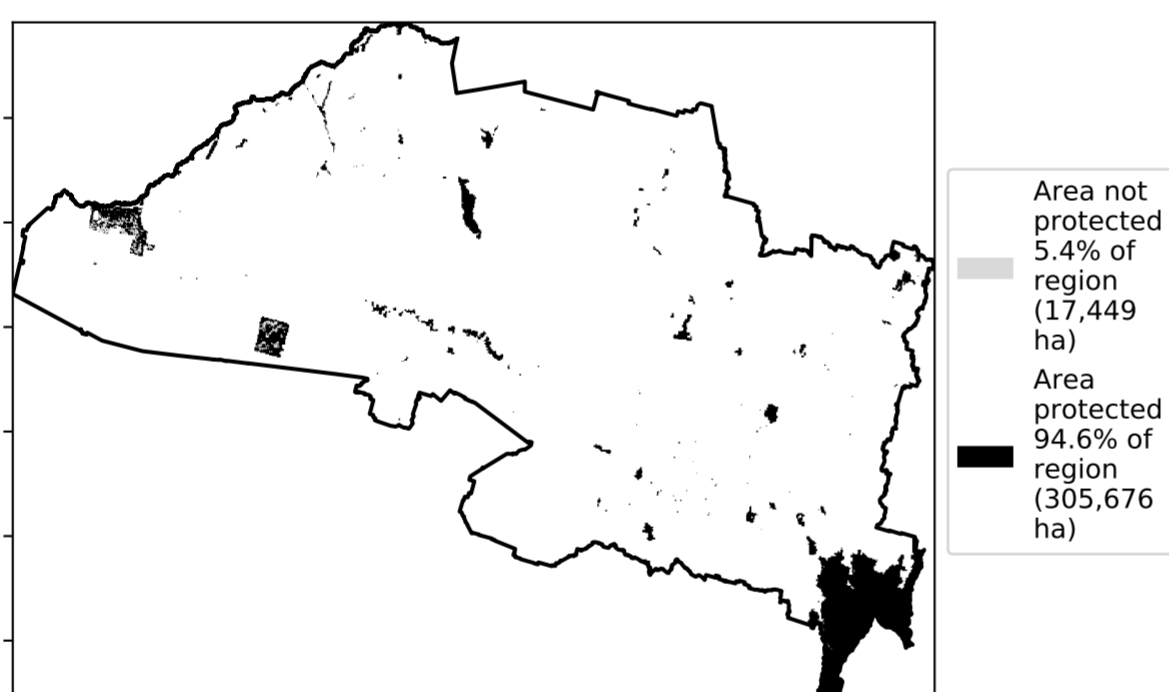 Area not
protected
5.4% of
region
(17,449
ha)
Area
protected
94.6% of
region
(305,676
ha)